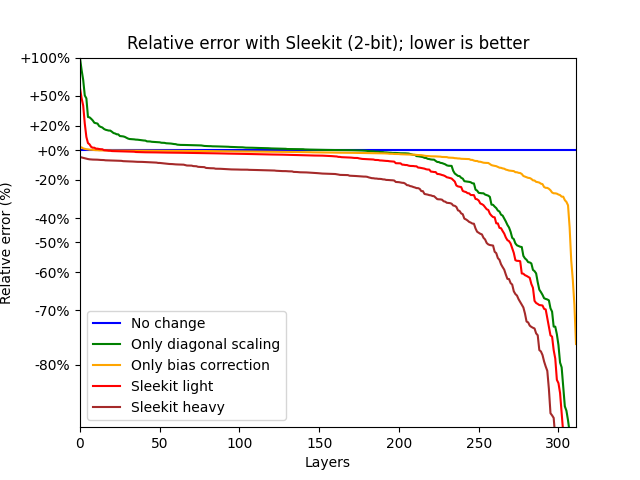 Relative error with Sleekit (2-bit); lower is better
+100%
+50%
+20%
+0%
-20%
-40%
-50%
-60%
-70%
-80%
Relative error (%)
No change
Only diagonal scaling
Only bias correction
Sleekit light
Sleekit heavy
0 50 100 150 200 250 300
Layers